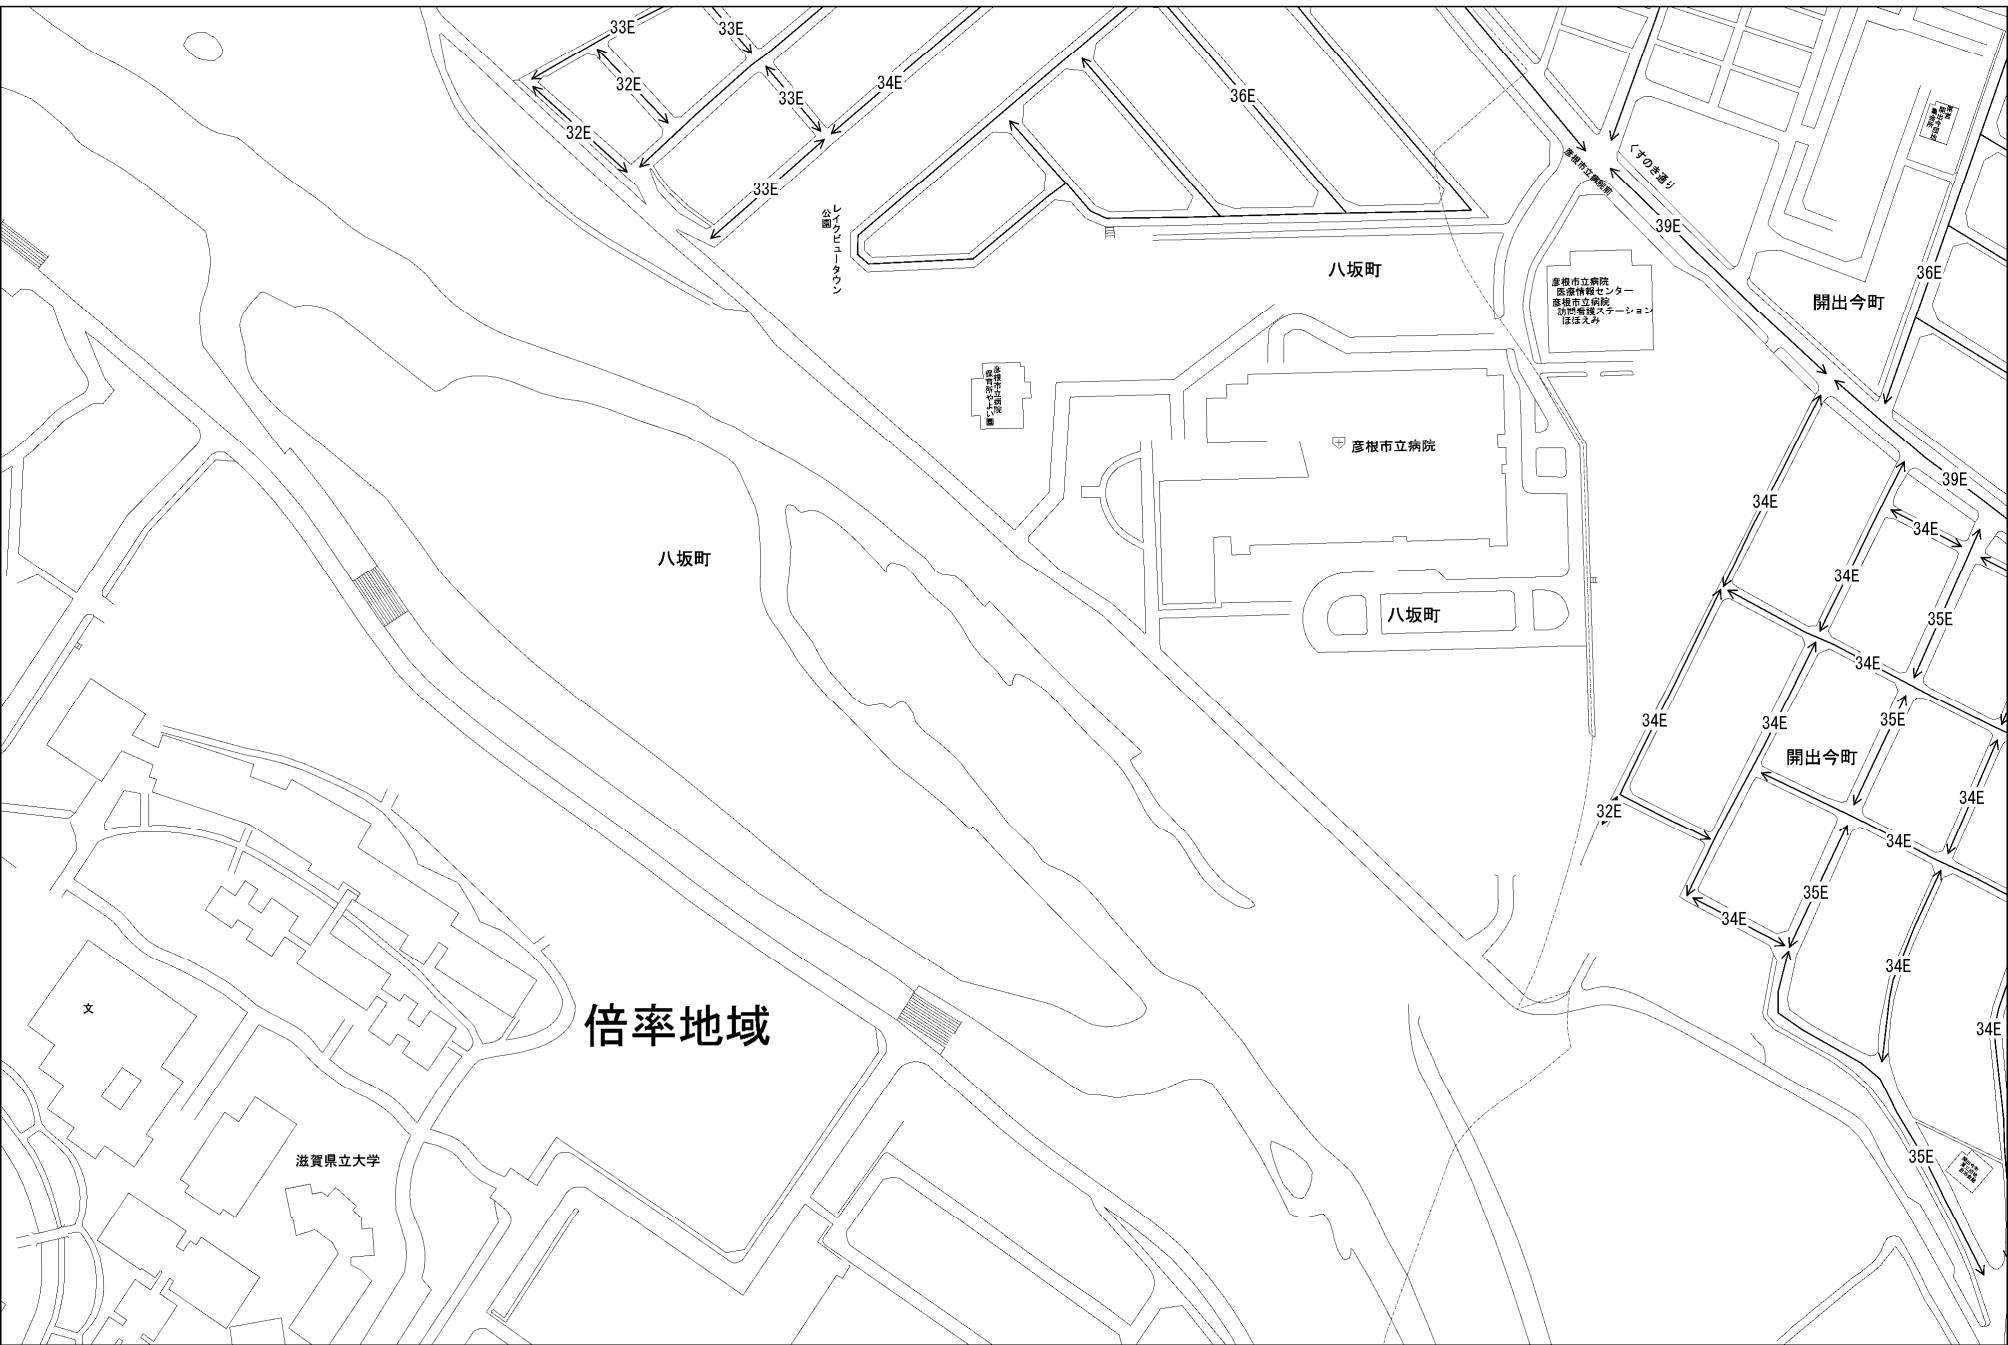 33E
33E
32E
33E
34E
32E
33E
36E
レイクビュータウン
公園
彦根市立病院前
くすのき通り
39E
八坂町
彦根市立病院
医療情報センター
彦根市立病院
訪問看護ステーション
ほほえみ
開出今町
36E
彦根市立病院
保育所やよい園
彦根市立病院
39E
34E
34E
34E
八坂町
八坂町
35E
34E
34E
34E
35E
開出今町
34E
32E
34E
35E
34E
34E
倍率地域
文
34E
滋賀県立大学
35E